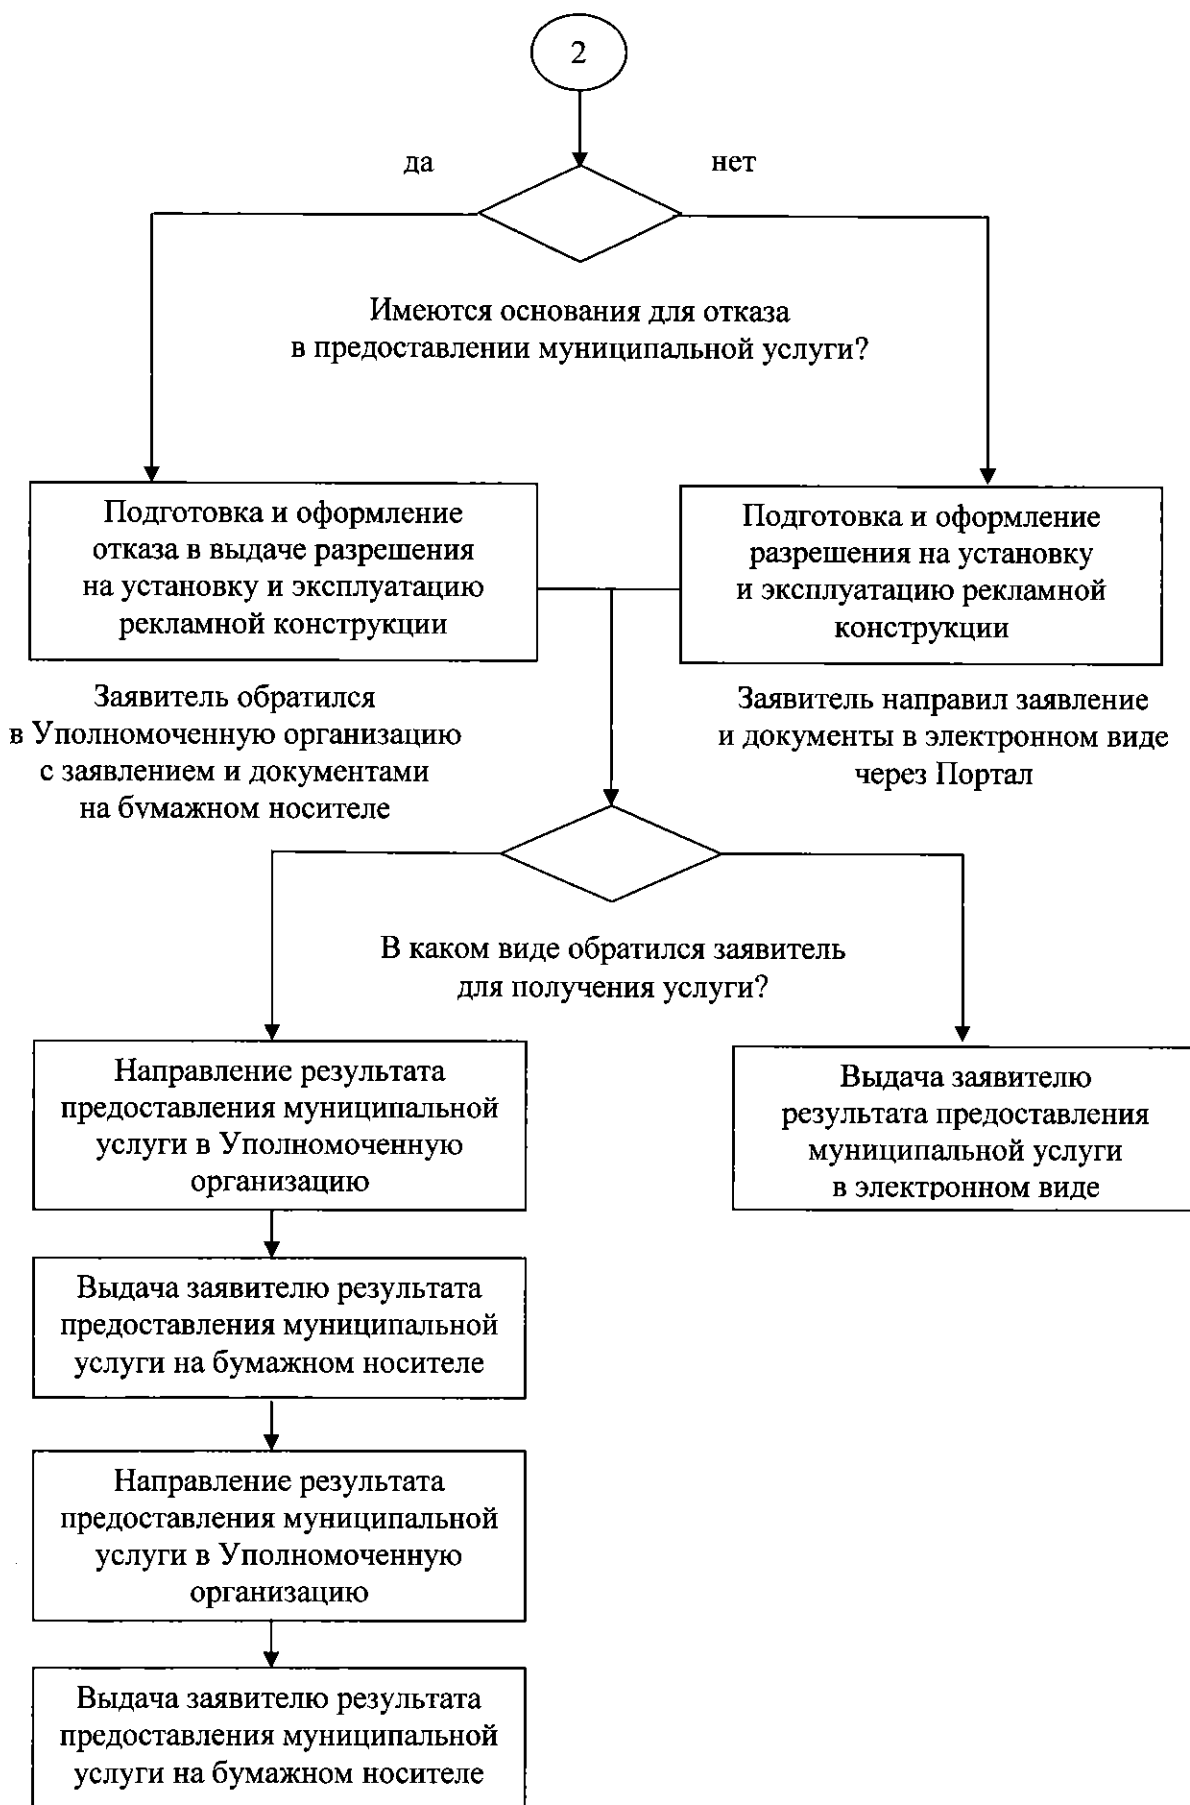 2
да
нет
Имеются основания для отказа
в предоставлении муниципальной услуги?
Подготовка и оформление
отказа в выдаче разрешения
на установку и эксплуатацию
рекламной конструкции
Подготовка и оформление
разрешения на установку
и эксплуатацию рекламной
конструкции
Заявитель обратился
в Уполномоченную организацию
с заявлением и документами
на бумажном носителе
Заявитель направил заявление
и документы в электронном виде
через Портал
В каком виде обратился заявитель
для получения услуги?
Направление результата
предоставления муниципальной
услуги в Уполномоченную
организацию
Выдача заявителю
результата предоставления
муниципальной услуги
в электронном виде
Выдача заявителю результата
предоставления муниципальной
услуги на бумажном носителе
Направление результата
предоставления муниципальной
услуги в Уполномоченную
организацию
Выдача заявителю результата
предоставления муниципальной
услуги на бумажном носителе